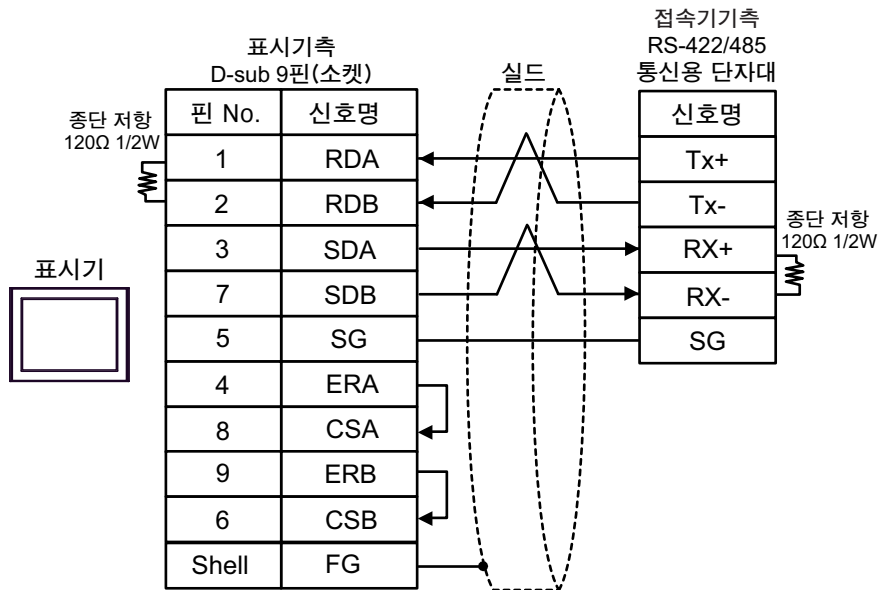 표시기측
D-sub 9핀(소켓)
실드
접속기기측
RS-422/485
통신용 단자대
종단 저항
120Ω 1/2W
핀 No. 신호명
1 RDA
2 RDB
3 SDA
7 SDB
5 SG
4 ERA
8 CSA
9 ERB
6 CSB
Shell FG
신호명
Tx+
Tx-
RX+
RX-
SG
종단 저항
120Ω 1/2W
표시기